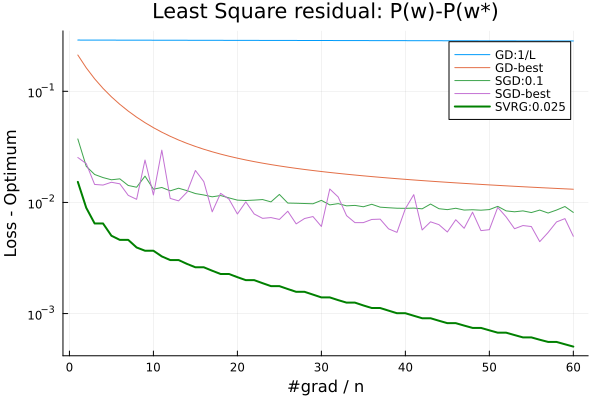 Least Square residual: P(w)-P(w*)
GD:1/L
GD-best
SGD:0.1
SGD-best
SVRG:0.025
Loss - Optimum
10⁻¹
10⁻²
10⁻³
0 10 20 30 40 50 60
#grad / n